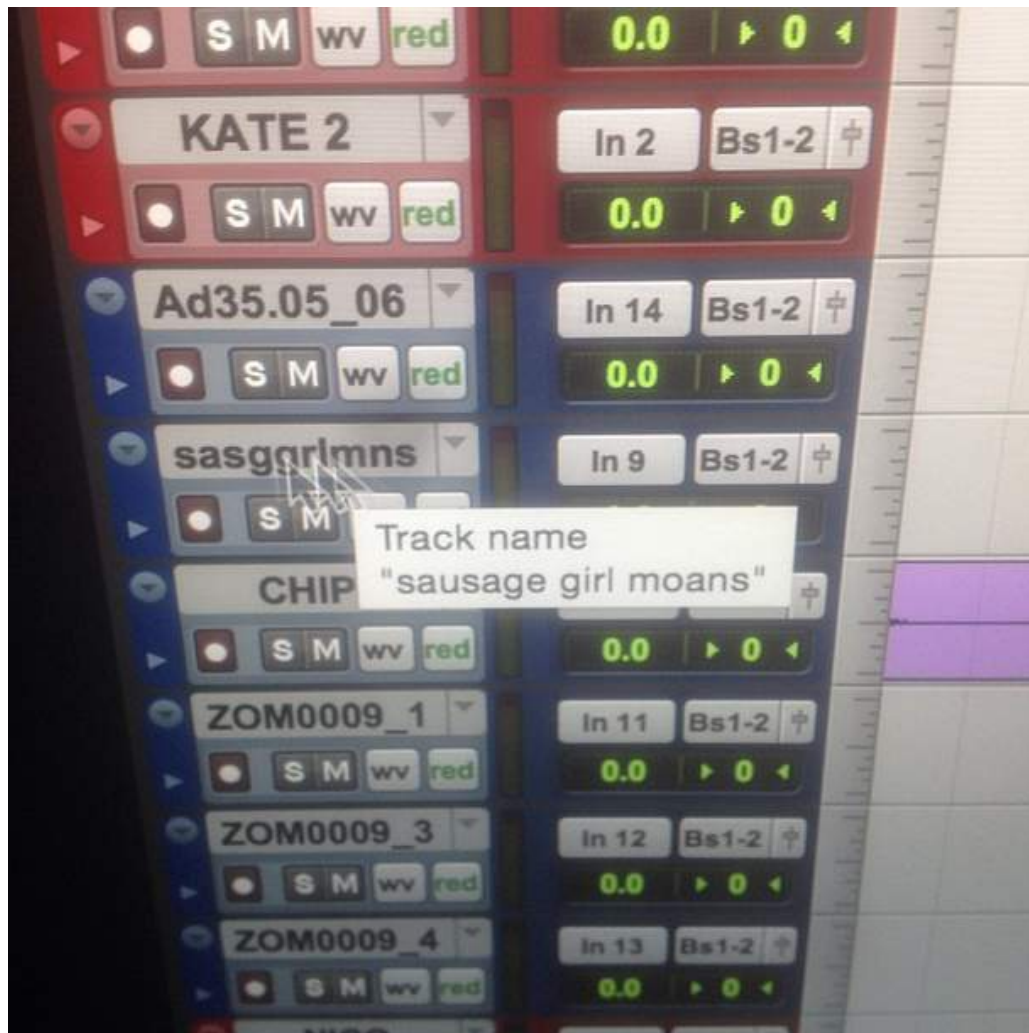 S M wv red 0.0 0
KATE 2 In 2 Bs1-2
S M wv red 0.0 0
Ad35.05_06 In 14 Bs1-2
S M wv red 0.0 0
sasggrlmns In 9 Bs1-2
S M
Track name
"sausage girl moans"
CHIP
S M wv red 0.0 0
ZOM0009_1 In 11 Bs1-2
S M wv red 0.0 0
ZOM0009_3 In 12 Bs1-2
S M wv red 0.0 0
ZOM0009_4 In 13 Bs1-2
S M wv red 0.0 0